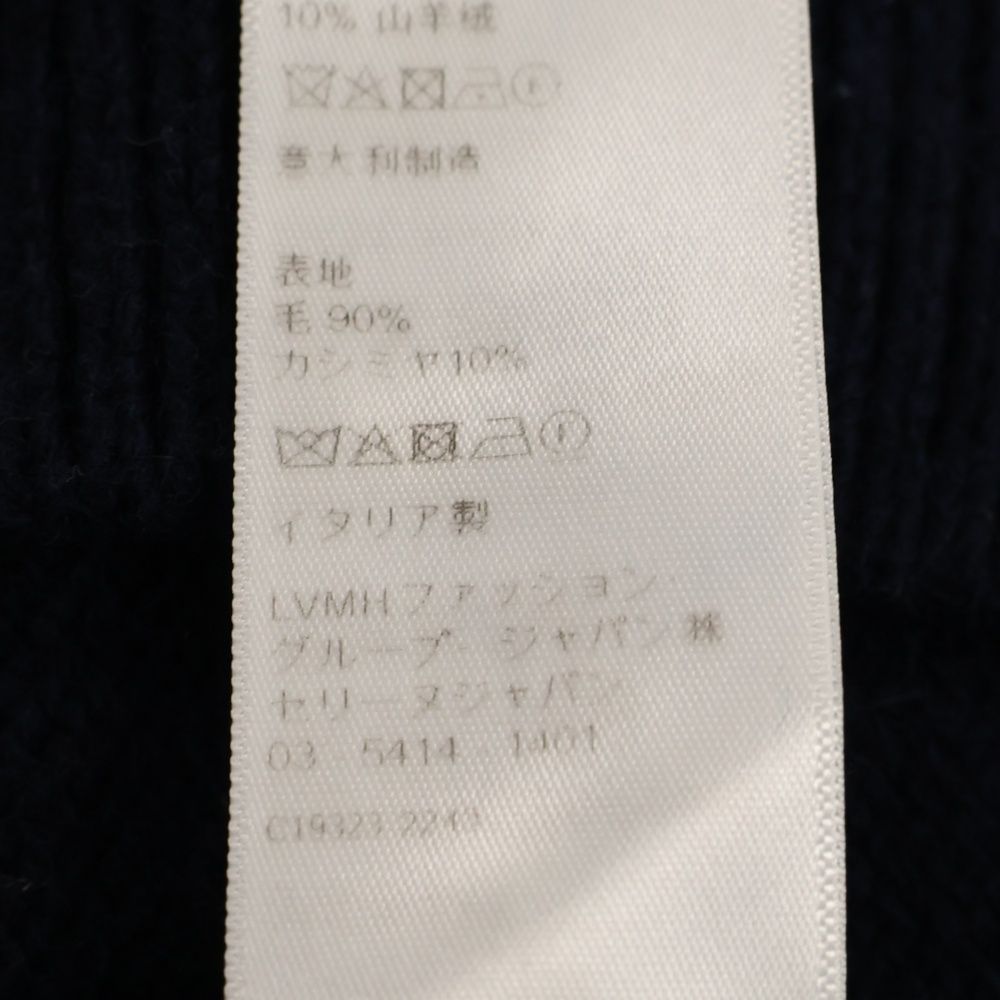 10% 山羊绒
意大利制造
表地
毛 90%
カシミヤ10%
イタリア製
LVMHファッション
グループ・ジャパン 株
セリーヌジャパン
03 5414 1401
C19323 2243